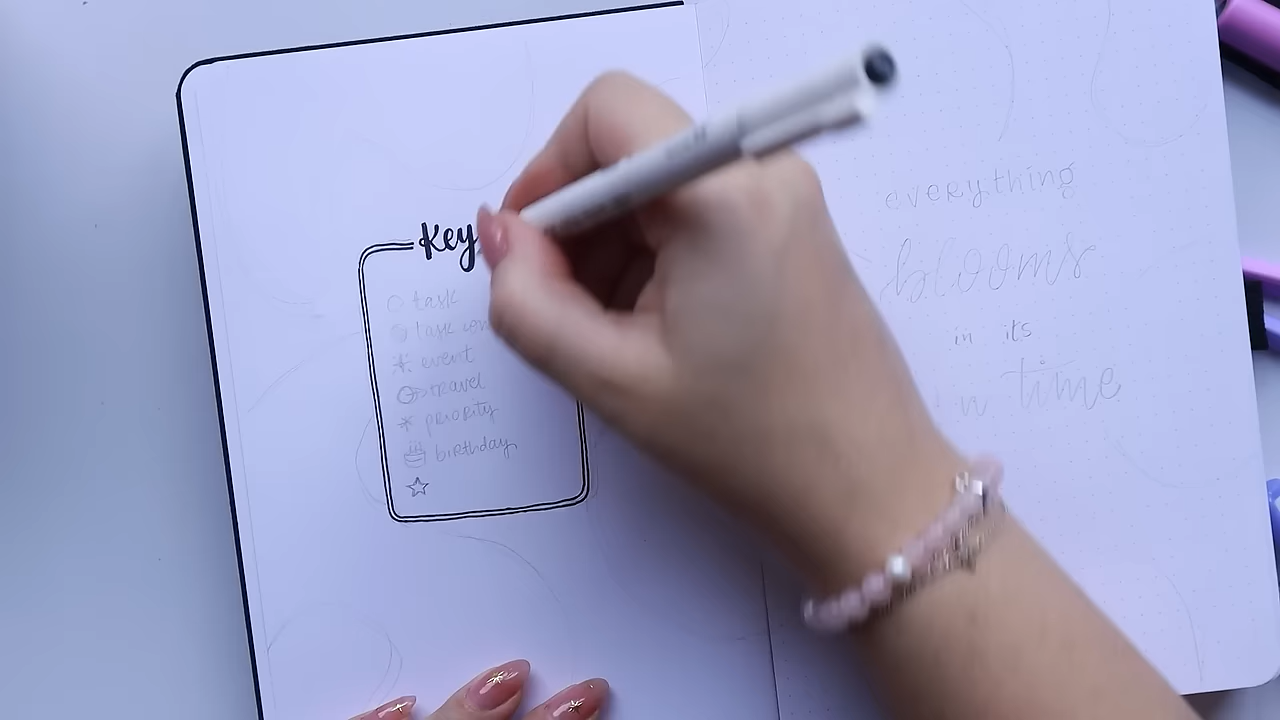 Key
task
task
event
travel
priority
birthday
everything
blooms
in its
time